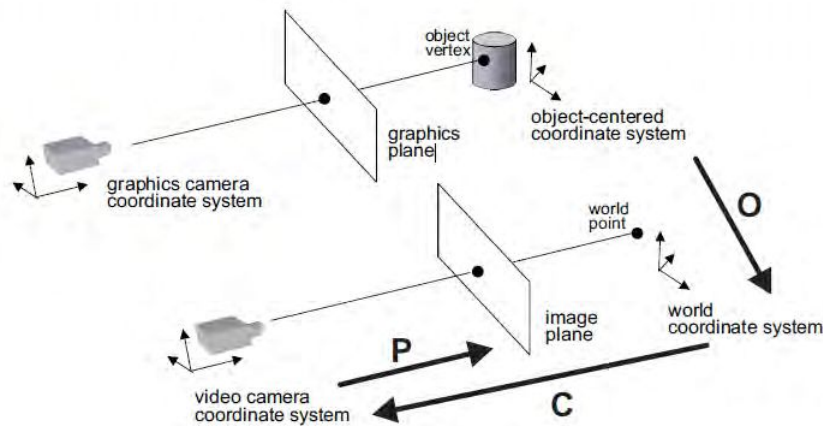 object
vertex
object-centered
coordinate system
graphics
plane
graphics camera
coordinate system
O
world
point
world
coordinate system
image
plane
P
video camera
coordinate system
C